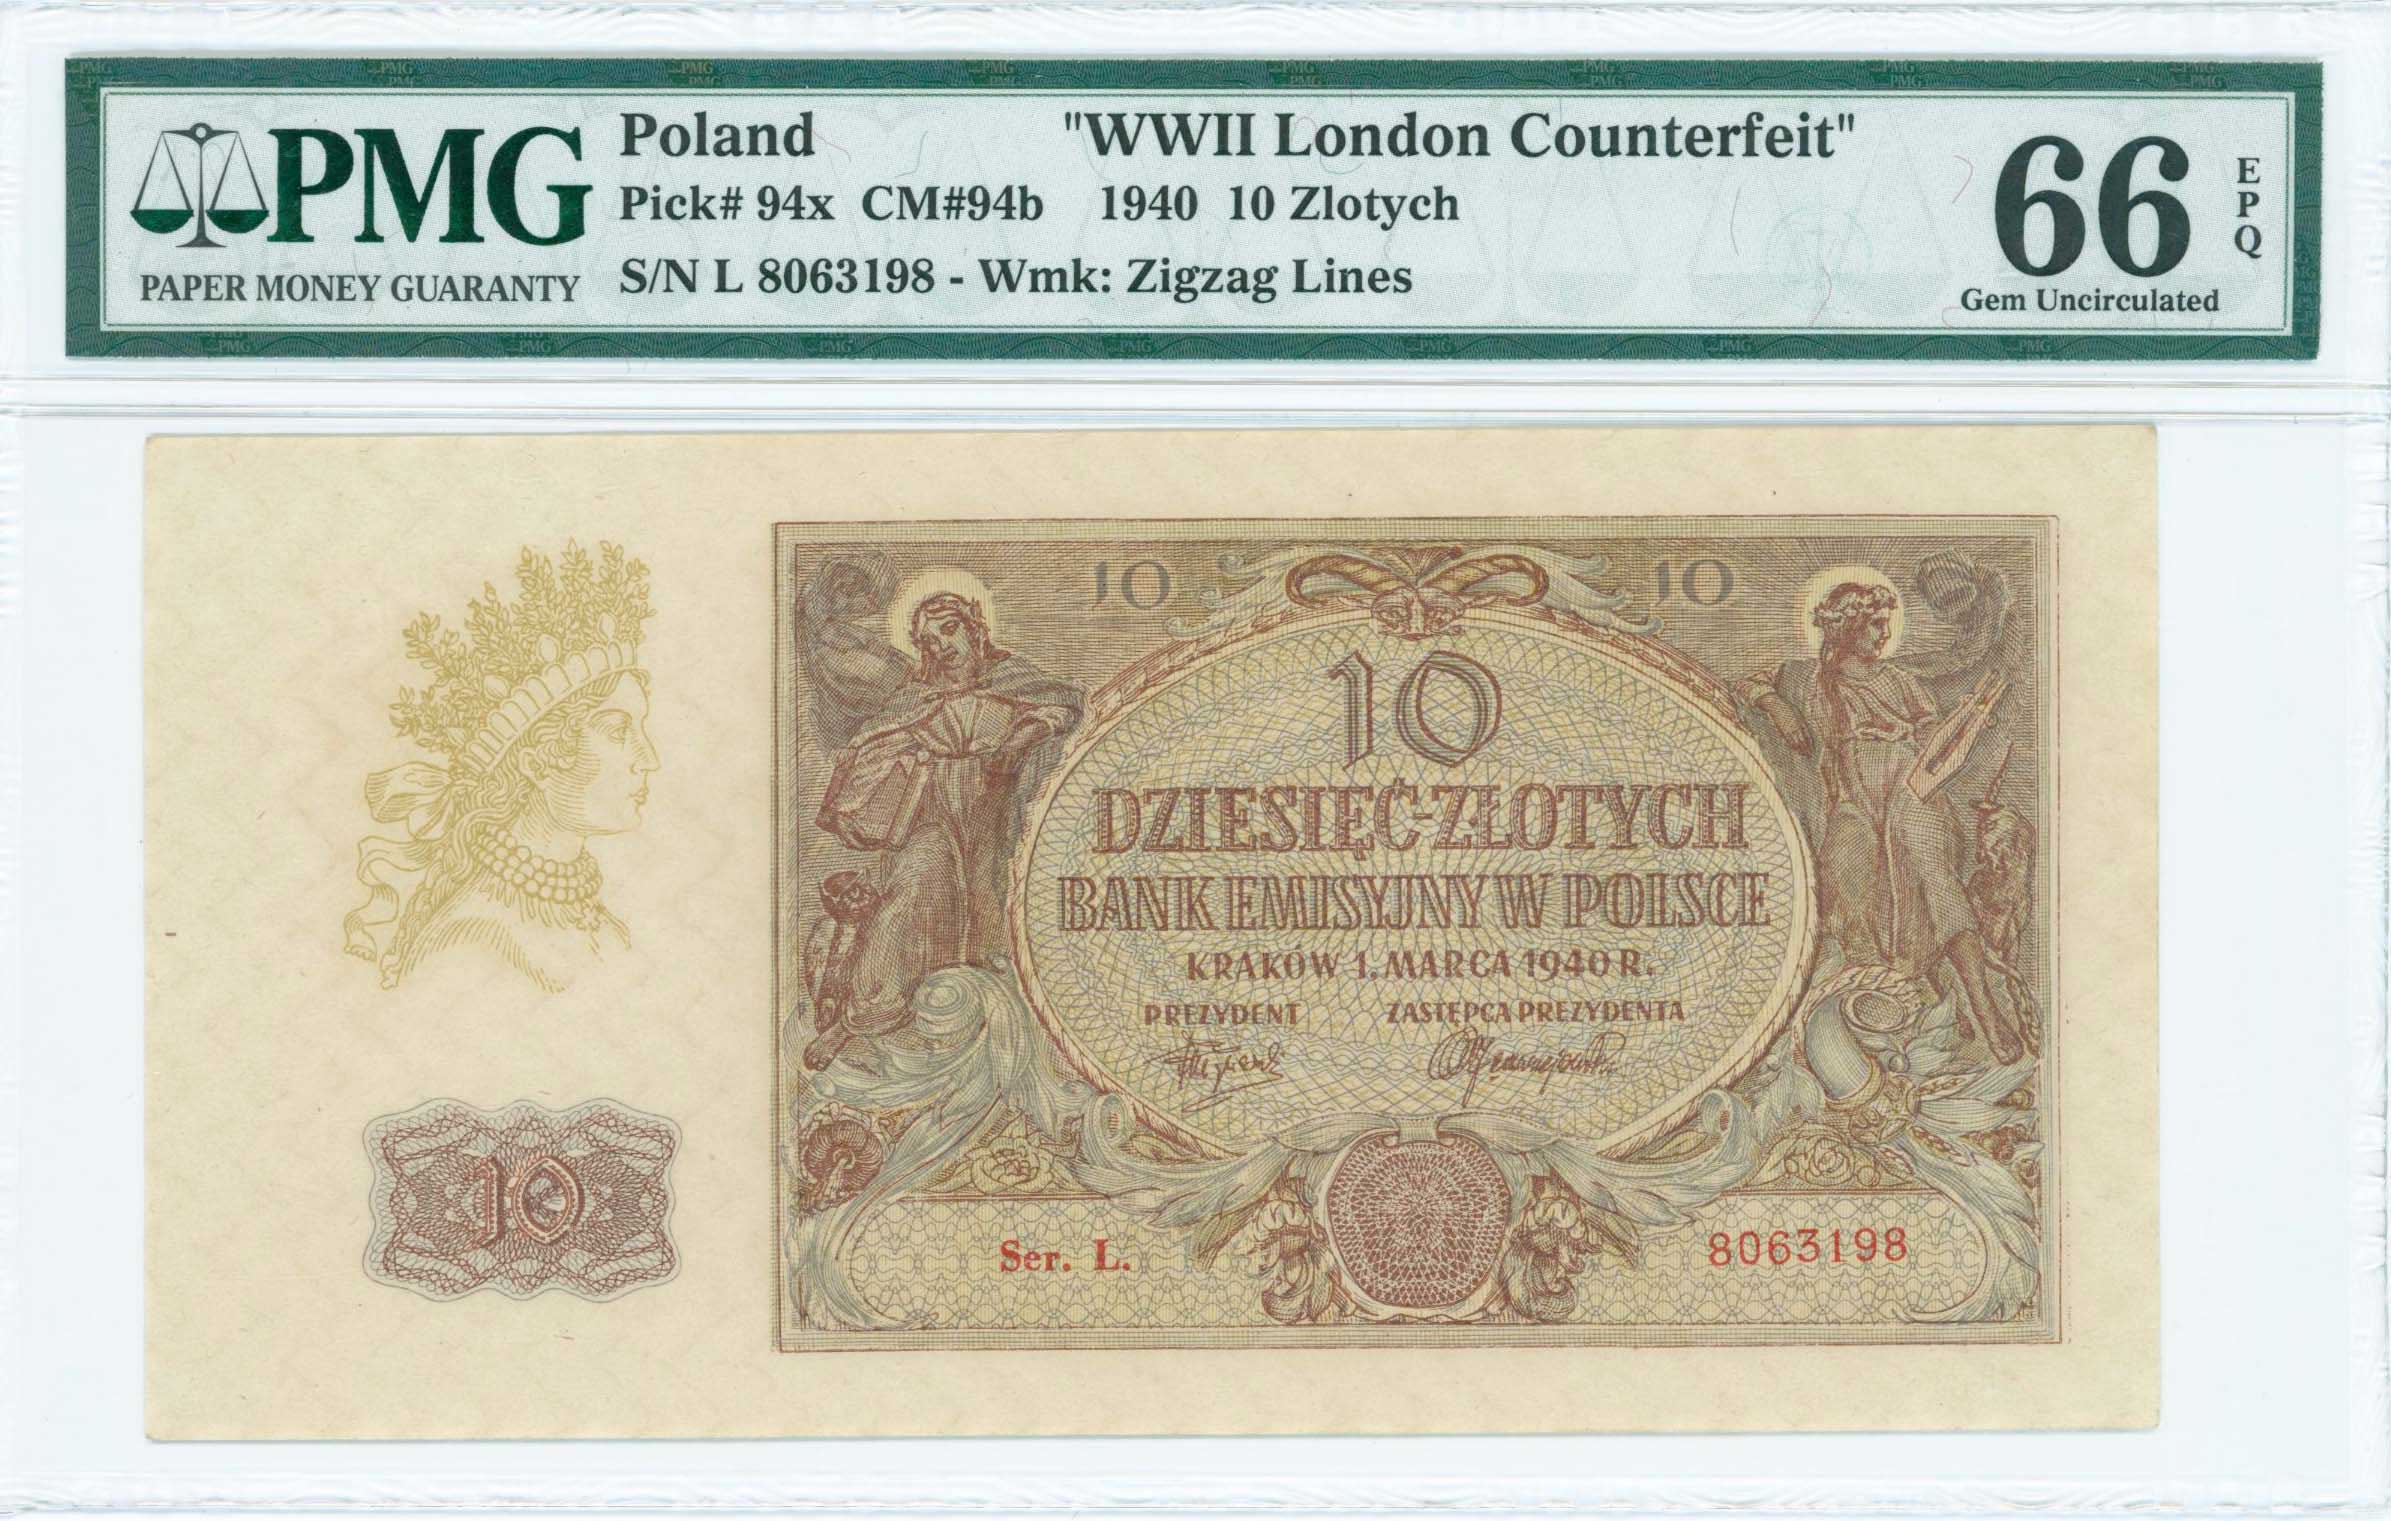 PMG
PAPER MONEY GUARANTY
Poland "WWII London Counterfeit"
Pick# 94x CM#94b 1940 10 Zlotych
S/N L 8063198 - Wmk: Zigzag Lines
66
EPQ
Gem Uncirculated
10 10
10
DZIESIĘĆ-ZŁOTYCH
BANK EMISYJNY W POLSCE
KRAKÓW 1. MARCA 1940 R.
PREZYDENT ZASTĘPCA PREZYDENTA
10
Ser. L. 8063198